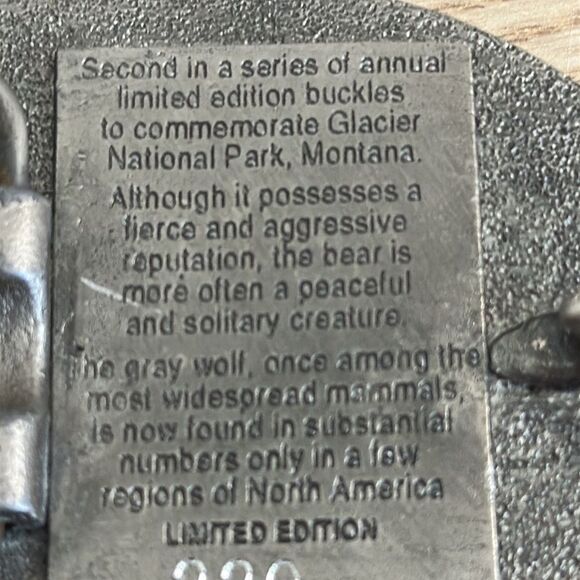 Second in a series of annual
limited edition buckles
to commemorate Glacier
National Park, Montana.
Although it possesses a
fierce and aggressive
reputation, the bear is
more often a peaceful
and solitary creature.
The gray wolf, once among the
most widespread mammals,
is now found in substantial
numbers only in a few
regions of North America
LIMITED EDITION